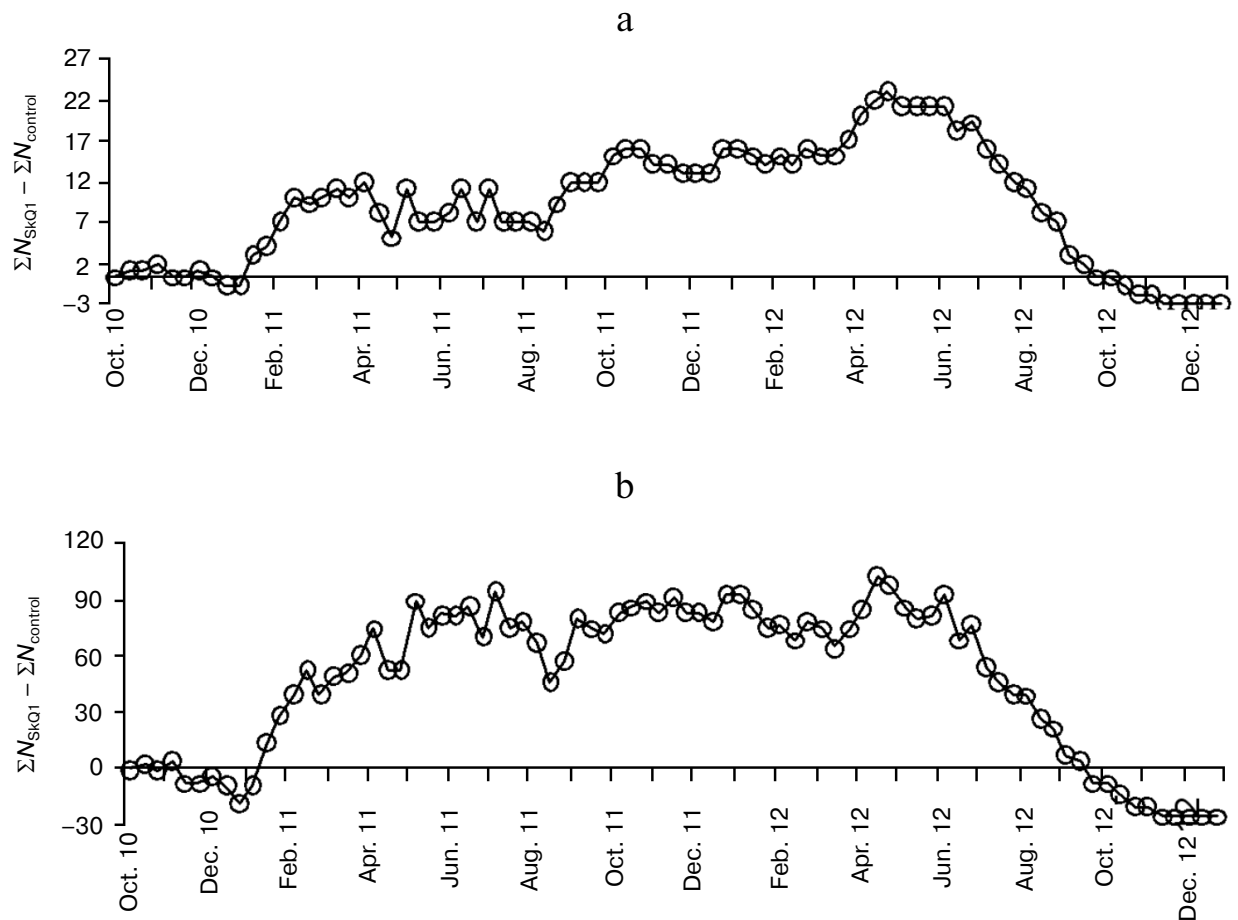 a
27
22
17
12
7
2
−3
ΣN_SkQ1 − ΣN_control
Oct. 10
Dec. 10
Feb. 11
Apr. 11
Jun. 11
Aug. 11
Oct. 11
Dec. 11
Feb. 12
Apr. 12
Jun. 12
Aug. 12
Oct. 12
Dec. 12
b
120
90
60
30
0
−30
ΣN_SkQ1 − ΣN_control
Oct. 10
Dec. 10
Feb. 11
Apr. 11
Jun. 11
Aug. 11
Oct. 11
Dec. 11
Feb. 12
Apr. 12
Jun. 12
Aug. 12
Oct. 12
Dec. 12